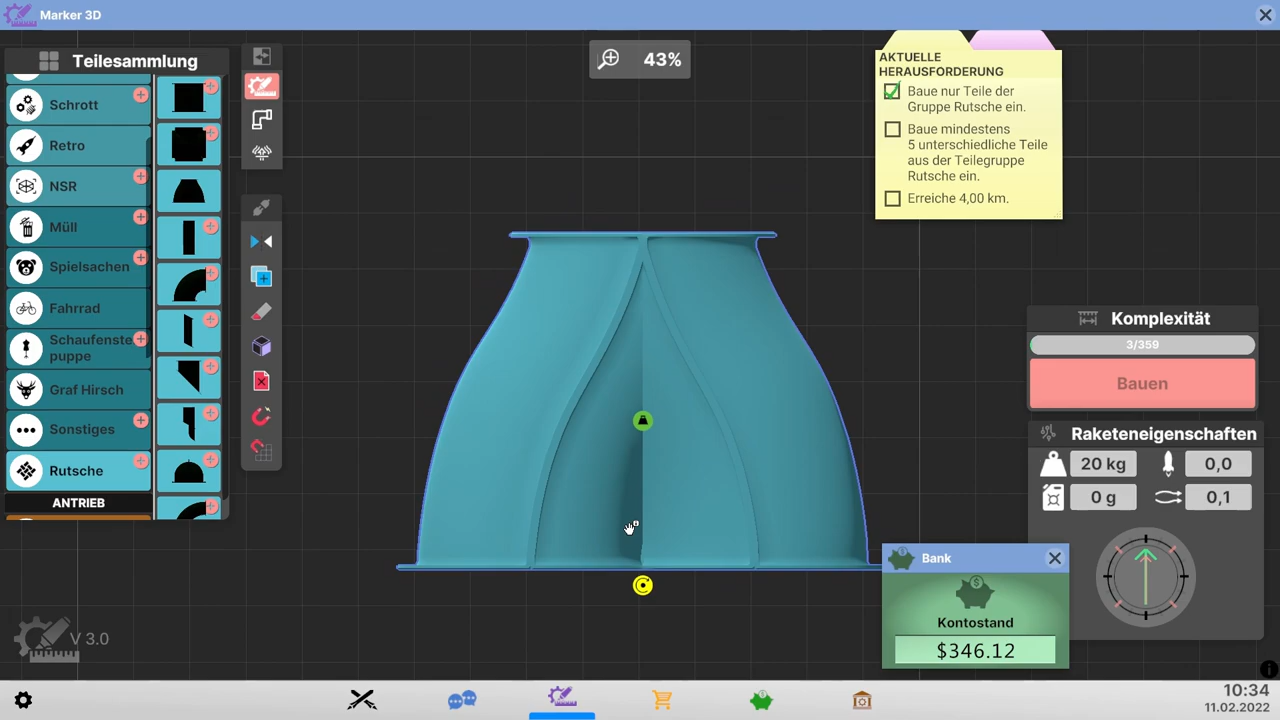 Marker 3D
Teilesammlung
Schrott
Retro
NSR
Müll
Spielsachen
Fahrrad
Schaufenste
puppe
Graf Hirsch
Sonstiges
Rutsche
ANTRIEB
43%
AKTUELLE
HERAUSFORDERUNG
Baue nur Teile der
Gruppe Rutsche ein.
Baue mindestens
5 unterschiedliche Teile
aus der Teilegruppe
Rutsche ein.
Erreiche 4,00 km.
Komplexität
3/359
Bauen
Raketeneigenschaften
20 kg
0,0
0 g
0,1
Bank
Kontostand
$346.12
V 3.0
10:34
11.02.2022